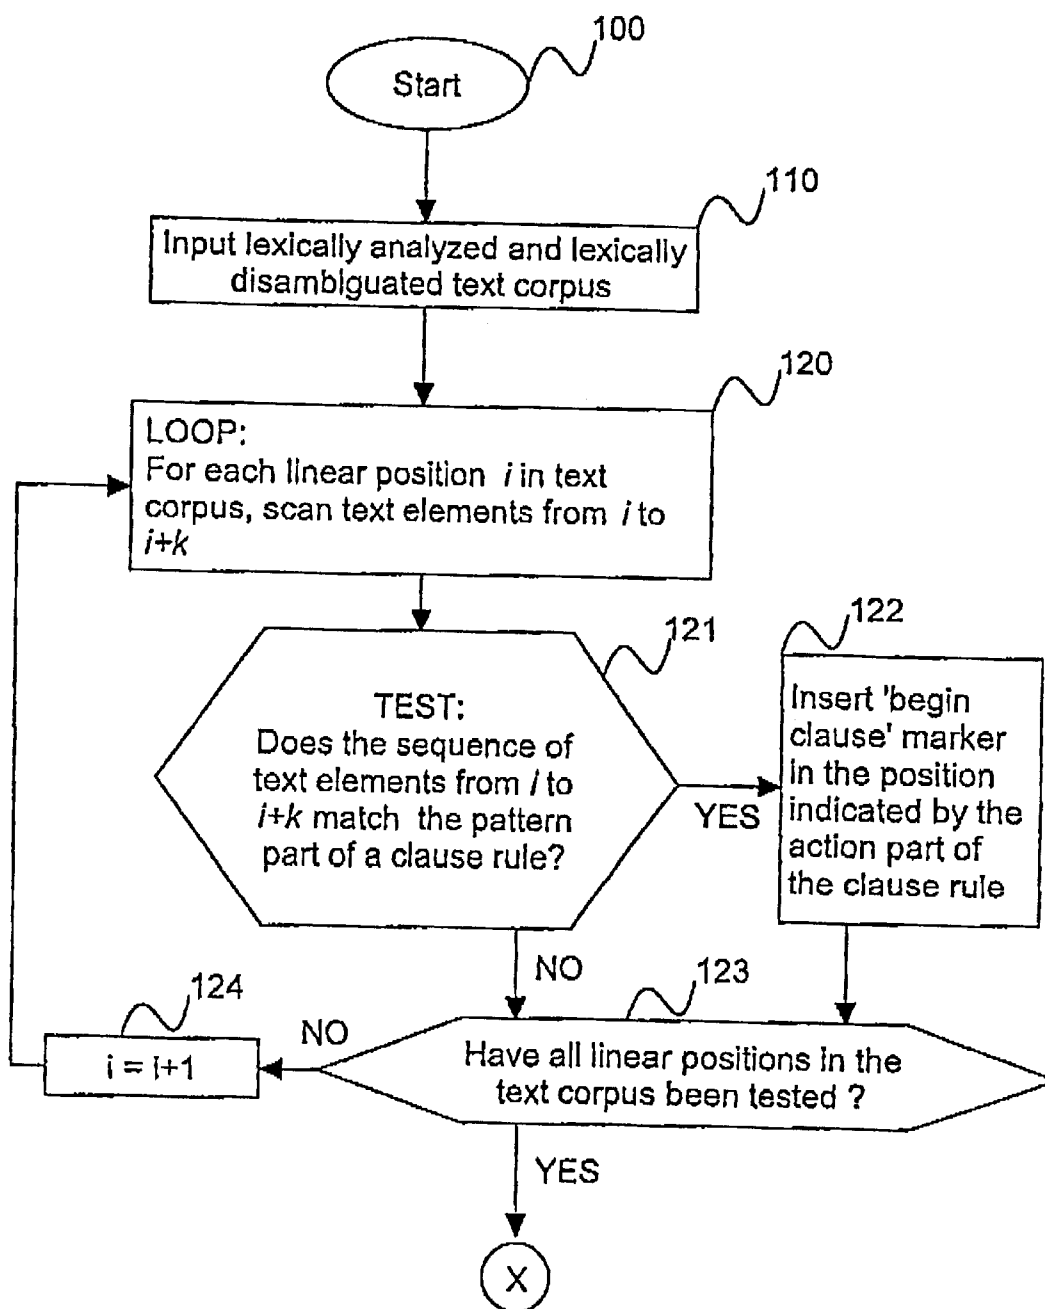 100
Start
110
Input lexically analyzed and lexically
disambiguated text corpus
120
LOOP:
For each linear position i in text
corpus, scan text elements from i to
i+k
121
TEST:
Does the sequence of
text elements from i to
i+k match the pattern
part of a clause rule?
YES
122
Insert 'begin
clause' marker
in the position
indicated by the
action part of
the clause rule
NO
123
Have all linear positions in the
text corpus been tested ?
NO
124
i = i+1
YES
X